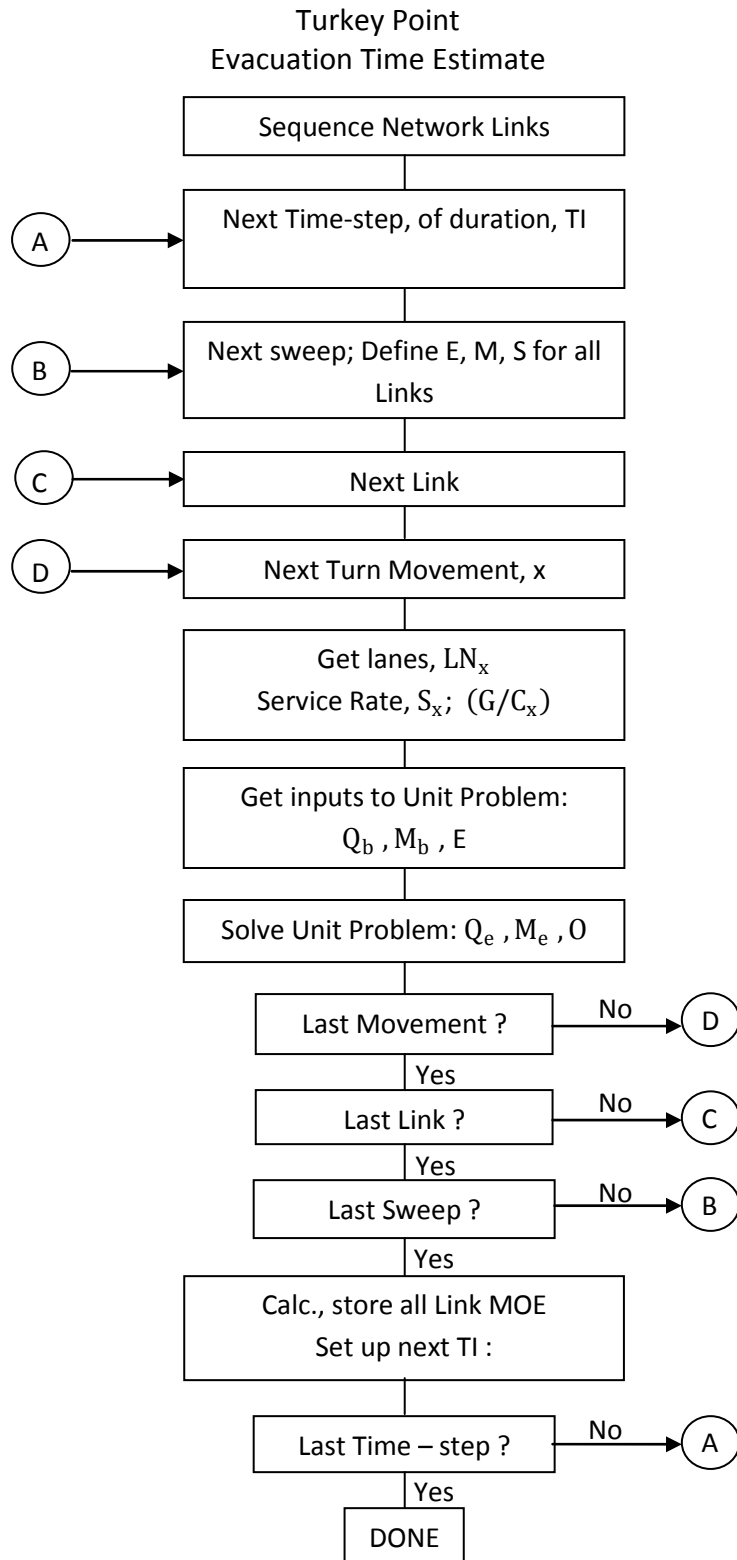 Turkey Point
Evacuation Time Estimate
Sequence Network Links
A
Next Time-step, of duration, TI
B
Next sweep; Define E, M, S for all
Links
C
Next Link
D
Next Turn Movement, x
Get lanes, LNₓ
Service Rate, Sₓ; (G/Cₓ)
Get inputs to Unit Problem:
Q_b , M_b , E
Solve Unit Problem: Qₑ , Mₑ , O
Last Movement ?
No
D
Yes
Last Link ?
No
C
Yes
Last Sweep ?
No
B
Yes
Calc., store all Link MOE
Set up next TI :
Last Time – step ?
No
A
Yes
DONE